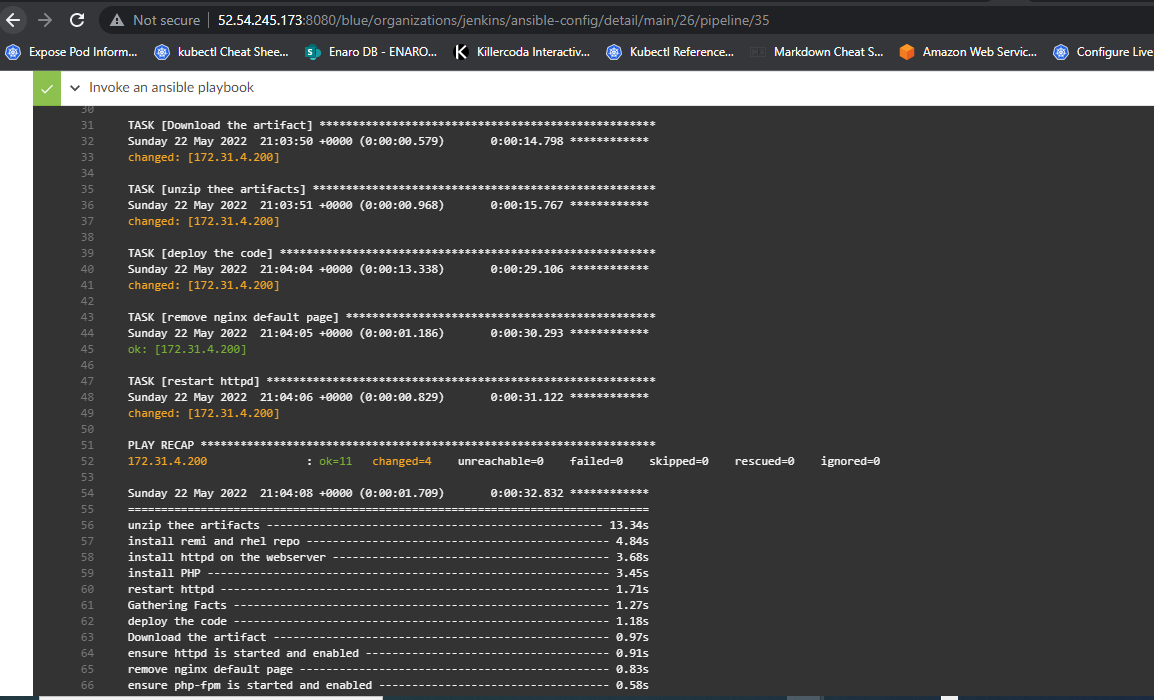 Not secure | 52.54.245.173:8080/blue/organizations/jenkins/ansible-config/detail/main/26/pipeline/35
Expose Pod Inform... kubectl Cheat Shee... Enaro DB - ENARO... Killercoda Interactiv... Kubectl Reference... Markdown Cheat S... Amazon Web Servic... Configure Live
Invoke an ansible playbook
30
31 TASK [Download the artifact] ***************************************************
32 Sunday 22 May 2022  21:03:50 +0000 (0:00:00.579)       0:00:14.798 ************
33 changed: [172.31.4.200]
34
35 TASK [unzip thee artifacts] ****************************************************
36 Sunday 22 May 2022  21:03:51 +0000 (0:00:00.968)       0:00:15.767 ************
37 changed: [172.31.4.200]
38
39 TASK [deploy the code] *********************************************************
40 Sunday 22 May 2022  21:04:04 +0000 (0:00:13.338)       0:00:29.106 ************
41 changed: [172.31.4.200]
42
43 TASK [remove nginx default page] ***********************************************
44 Sunday 22 May 2022  21:04:05 +0000 (0:00:01.186)       0:00:30.293 ************
45 ok: [172.31.4.200]
46
47 TASK [restart httpd] ***********************************************************
48 Sunday 22 May 2022  21:04:06 +0000 (0:00:00.829)       0:00:31.122 ************
49 changed: [172.31.4.200]
50
51 PLAY RECAP *********************************************************************
52 172.31.4.200               : ok=11   changed=4    unreachable=0    failed=0    skipped=0    rescued=0    ignored=0
53
54 Sunday 22 May 2022  21:04:08 +0000 (0:00:01.709)       0:00:32.832 ************
55 ===============================================================================
56 unzip thee artifacts --------------------------------------------------- 13.34s
57 install remi and rhel repo ---------------------------------------------- 4.84s
58 install httpd on the webserver ------------------------------------------ 3.68s
59 install PHP ------------------------------------------------------------- 3.45s
60 restart httpd ----------------------------------------------------------- 1.71s
61 Gathering Facts --------------------------------------------------------- 1.27s
62 deploy the code --------------------------------------------------------- 1.18s
63 Download the artifact --------------------------------------------------- 0.97s
64 ensure httpd is started and enabled ------------------------------------- 0.91s
65 remove nginx default page ----------------------------------------------- 0.83s
66 ensure php-fpm is started and enabled ----------------------------------- 0.58s